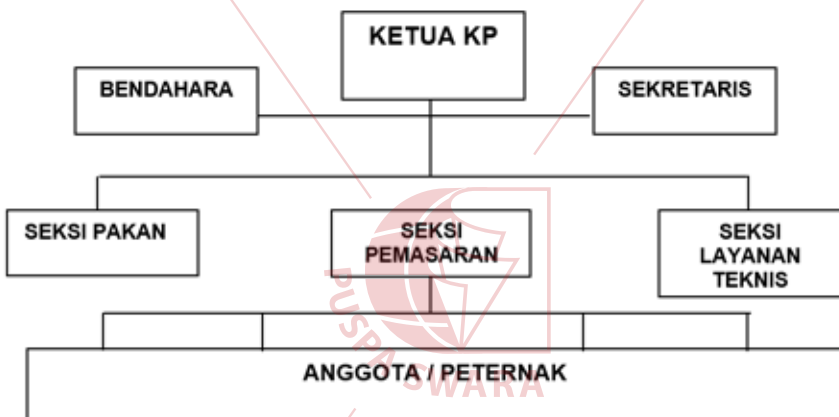 KETUA KP
BENDAHARA
SEKRETARIS
SEKSI PAKAN
SEKSI
PEMASARAN
SEKSI
LAYANAN
TEKNIS
ANGGOTA / PETERNAK
PUSPA SWARA